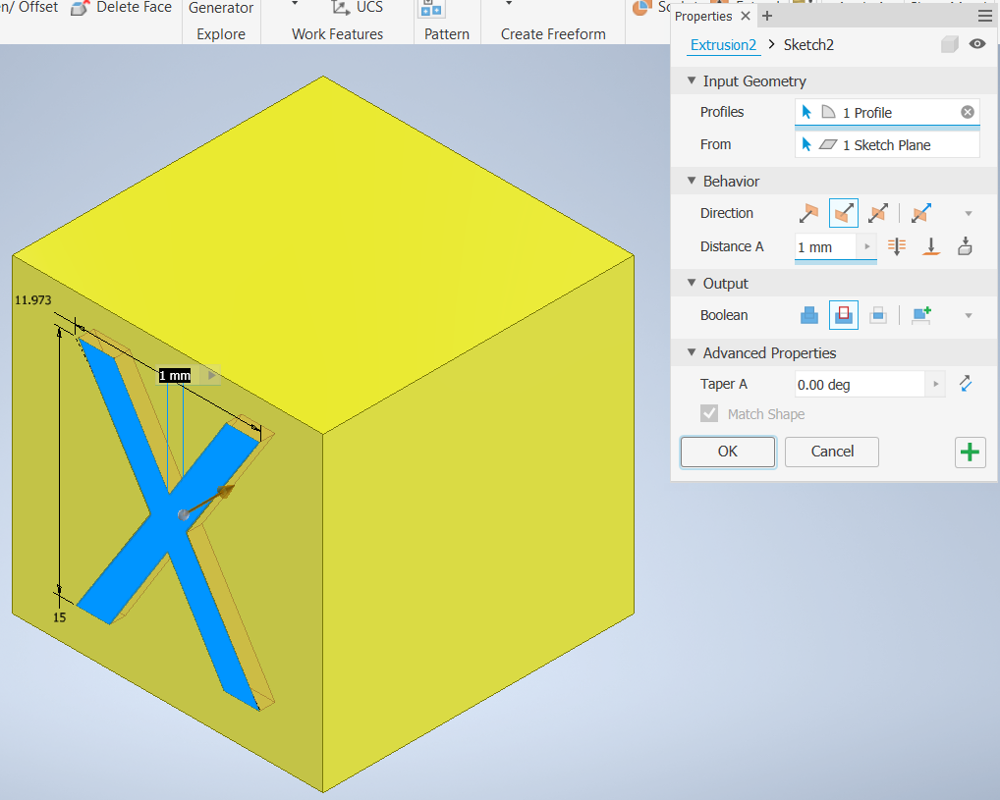 n/ Offset Delete Face Generator UCS
Explore Work Features Pattern Create Freeform
Properties
Extrusion2 > Sketch2
Input Geometry
Profiles 1 Profile
From 1 Sketch Plane
Behavior
Direction
Distance A 1 mm
Output
Boolean
Advanced Properties
Taper A 0.00 deg
Match Shape
OK Cancel
11.973
1 mm
15